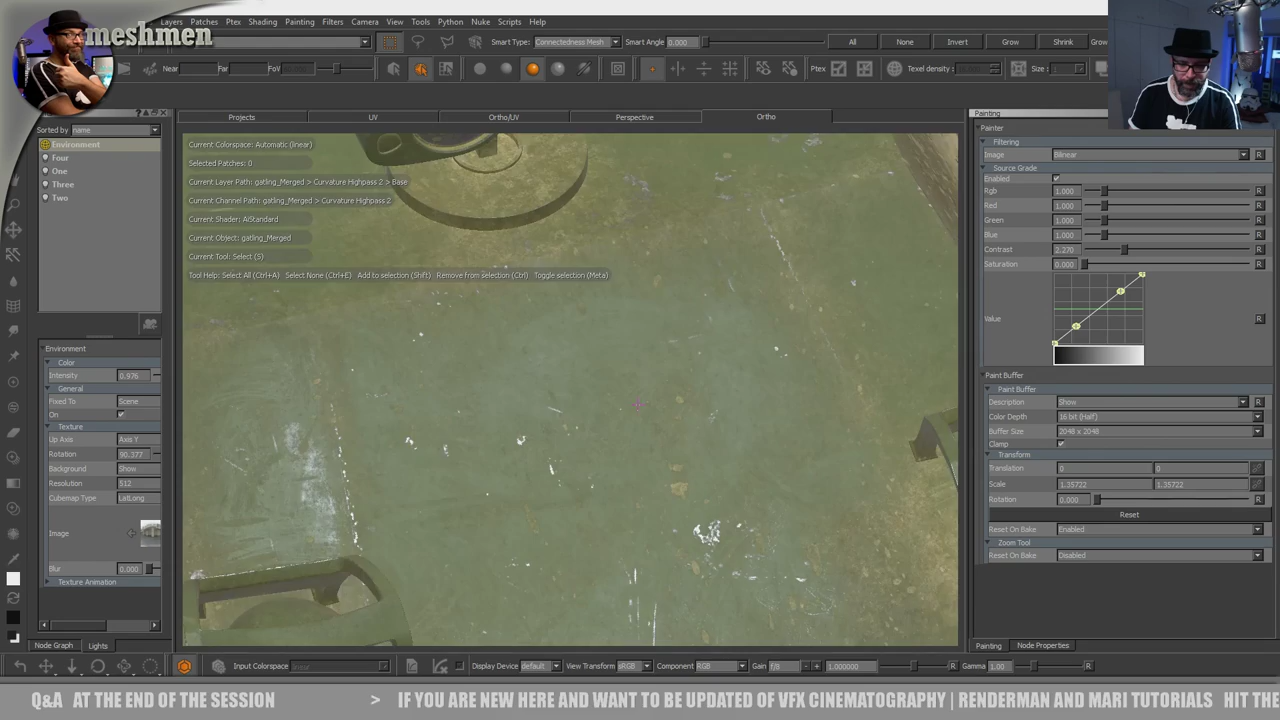 Layers Patches Ptex Shading Painting Filters Camera View Tools Python Nuke Scripts Help
meshmen
Smart Type: Connectedness Mesh Smart Angle 0.000 All None Invert Grow Shrink Grow
Near Far FoV Ptex Texel density: Size:
Projects UV Ortho/UV Perspective Ortho
Sorted by name
Environment
Four
One
Three
Two
Environment
Color
Intensity 0.976
General
Fixed To Scene
On
Texture
Up Axis Axis Y
Rotation 90.377
Background Show
Resolution 512
Cubemap Type LatLong
Image
Blur 0.000
Texture Animation
Node Graph Lights
Current Colorspace: Automatic (linear)
Selected Patches: 0
Current Layer Path: gatling_Merged > Curvature Highpass 2 > Base
Current Channel Path: gatling_Merged > Curvature Highpass 2
Current Shader: AiStandard
Current Object: gatling_Merged
Current Tool: Select (S)
Tool Help: Select All (Ctrl+A) Select None (Ctrl+E) Add to selection (Shift) Remove from selection (Ctrl) Toggle selection (Meta)
Painting
Painter
Filtering
Image Bilinear
Source Grade
Enabled
Rgb 1.000 R
Red 1.000 R
Green 1.000 R
Blue 1.000 R
Contrast 2.270 R
Saturation 0.000 R
Value R
Paint Buffer
Paint Buffer
Description Show R
Color Depth 16 bit (Half)
Buffer Size 2048 x 2048
Clamp
Transform
Translation 0 0
Scale 1.35722 1.35722
Rotation 0.000 R
Reset
Reset On Bake Enabled
Zoom Tool
Reset On Bake Disabled
Painting Node Properties
Input Colorspace linear Display Device default View Transform sRGB Component RGB Gain f/8 - + 1.000000 R Gamma 1.00 R
Q&A AT THE END OF THE SESSION > IF YOU ARE NEW HERE AND WANT TO BE UPDATED OF VFX CINEMATOGRAPHY | RENDERMAN AND MARI TUTORIALS HIT THE